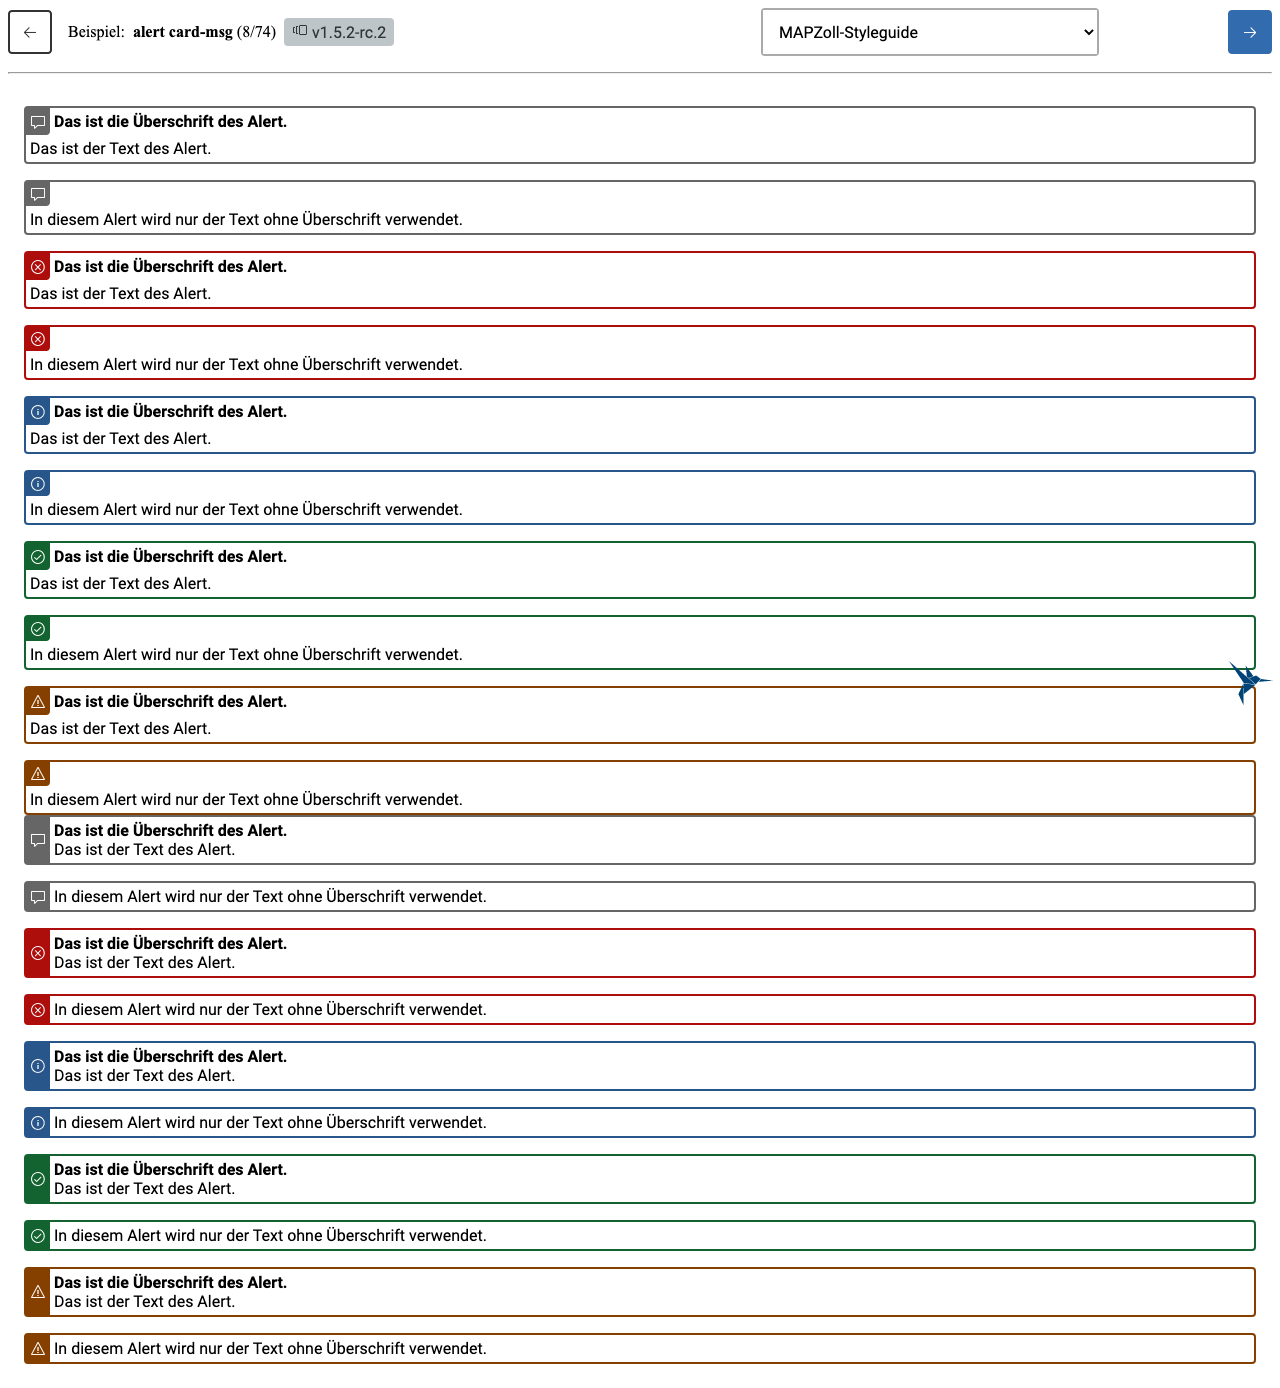 Beispiel: alert card-msg (8/74) v1.5.2-rc.2 MAPZoll-Styleguide
Das ist die Überschrift des Alert.
Das ist der Text des Alert.
In diesem Alert wird nur der Text ohne Überschrift verwendet.
Das ist die Überschrift des Alert.
Das ist der Text des Alert.
In diesem Alert wird nur der Text ohne Überschrift verwendet.
Das ist die Überschrift des Alert.
Das ist der Text des Alert.
In diesem Alert wird nur der Text ohne Überschrift verwendet.
Das ist die Überschrift des Alert.
Das ist der Text des Alert.
In diesem Alert wird nur der Text ohne Überschrift verwendet.
Das ist die Überschrift des Alert.
Das ist der Text des Alert.
In diesem Alert wird nur der Text ohne Überschrift verwendet.
Das ist die Überschrift des Alert.
Das ist der Text des Alert.
In diesem Alert wird nur der Text ohne Überschrift verwendet.
Das ist die Überschrift des Alert.
Das ist der Text des Alert.
In diesem Alert wird nur der Text ohne Überschrift verwendet.
Das ist die Überschrift des Alert.
Das ist der Text des Alert.
In diesem Alert wird nur der Text ohne Überschrift verwendet.
Das ist die Überschrift des Alert.
Das ist der Text des Alert.
In diesem Alert wird nur der Text ohne Überschrift verwendet.
Das ist die Überschrift des Alert.
Das ist der Text des Alert.
In diesem Alert wird nur der Text ohne Überschrift verwendet.